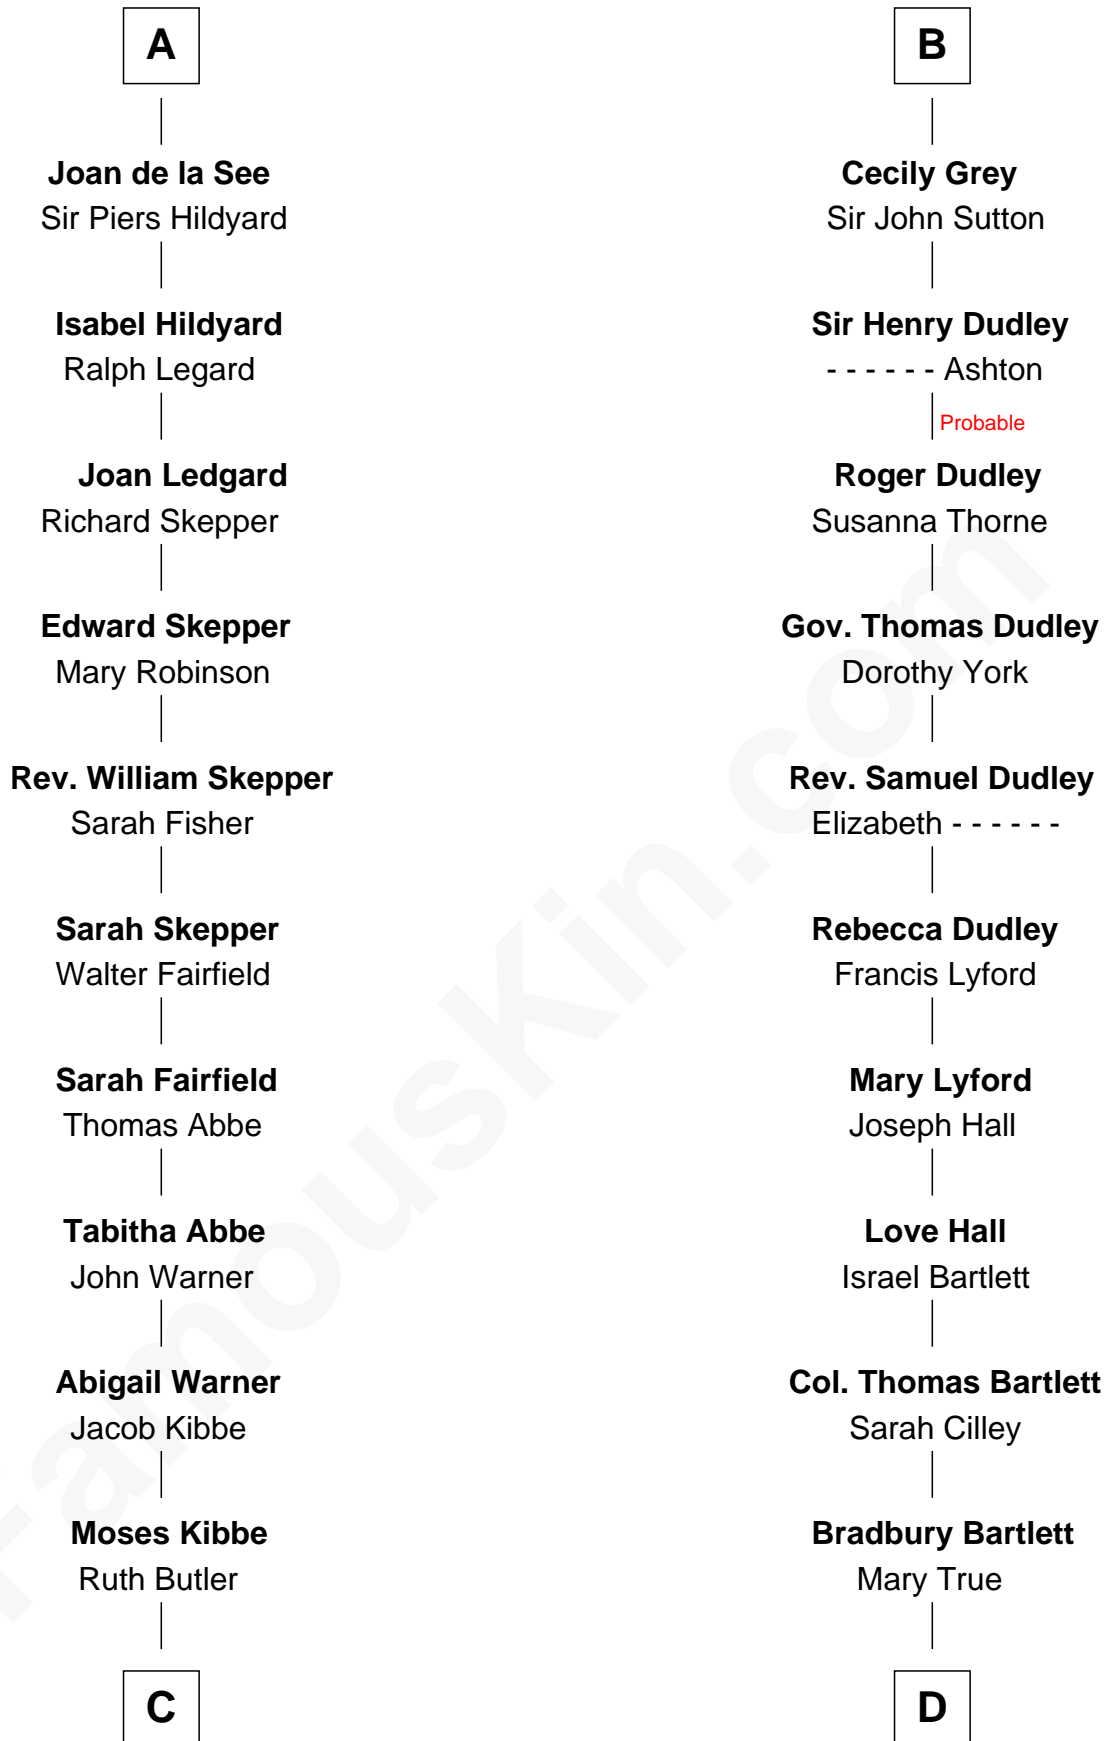 A
Joan de la See
Sir Piers Hildyard
Isabel Hildyard
Ralph Legard
Joan Ledgard
Richard Skepper
Edward Skepper
Mary Robinson
Rev. William Skepper
Sarah Fisher
Sarah Skepper
Walter Fairfield
Sarah Fairfield
Thomas Abbe
Tabitha Abbe
John Warner
Abigail Warner
Jacob Kibbe
Moses Kibbe
Ruth Butler
C
B
Cecily Grey
Sir John Sutton
Sir Henry Dudley
- - - - - - Ashton
Probable
Roger Dudley
Susanna Thorne
Gov. Thomas Dudley
Dorothy York
Rev. Samuel Dudley
Elizabeth - - - - - -
Rebecca Dudley
Francis Lyford
Mary Lyford
Joseph Hall
Love Hall
Israel Bartlett
Col. Thomas Bartlett
Sarah Cilley
Bradbury Bartlett
Mary True
D
FamousKin.com